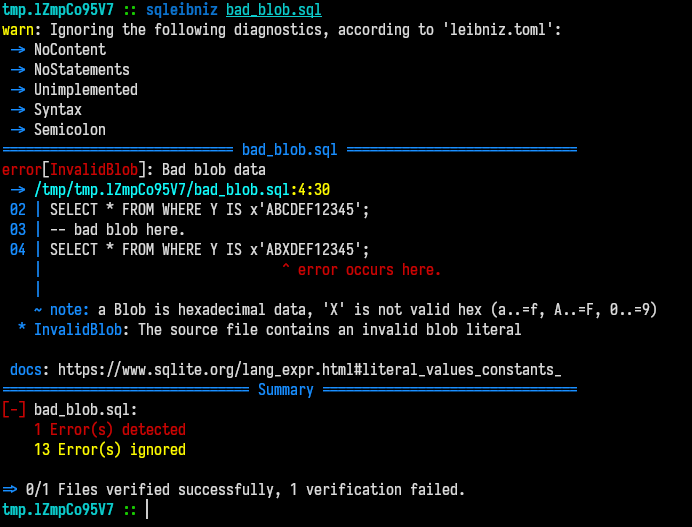 tmp.lZmpCo95V7 :: sqleibniz bad_blob.sql
warn: Ignoring the following diagnostics, according to 'leibniz.toml':
 -> NoContent
 -> NoStatements
 -> Unimplemented
 -> Syntax
 -> Semicolon
============================= bad_blob.sql =============================
error[InvalidBlob]: Bad blob data
 -> /tmp/tmp.lZmpCo95V7/bad_blob.sql:4:30
 02 | SELECT * FROM WHERE Y IS x'ABCDEF12345';
 03 | -- bad blob here.
 04 | SELECT * FROM WHERE Y IS x'ABXDEF12345';
    |                              ^ error occurs here.
    |
    ~ note: a Blob is hexadecimal data, 'X' is not valid hex (a..=f, A..=F, 0..=9)
  * InvalidBlob: The source file contains an invalid blob literal
 docs: https://www.sqlite.org/lang_expr.html#literal_values_constants_
=============================== Summary ================================
[-] bad_blob.sql:
    1 Error(s) detected
    13 Error(s) ignored
=> 0/1 Files verified successfully, 1 verification failed.
tmp.lZmpCo95V7 ::